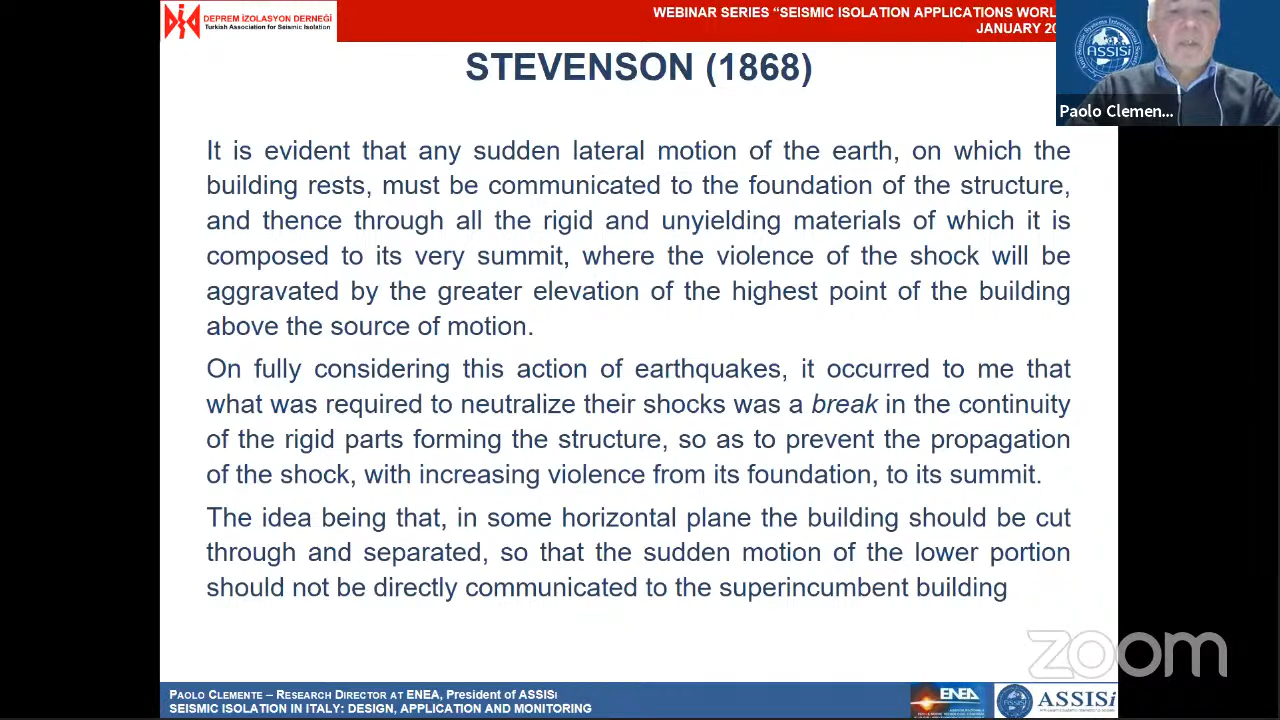 DEPREM İZOLASYON DERNEĞİ
Turkish Association for Seismic Isolation
WEBINAR SERIES “SEISMIC ISOLATION APPLICATIONS WORL
JANUARY 20
ASSISi
Paolo Clemen...
STEVENSON (1868)
It is evident that any sudden lateral motion of the earth, on which the
building rests, must be communicated to the foundation of the structure,
and thence through all the rigid and unyielding materials of which it is
composed to its very summit, where the violence of the shock will be
aggravated by the greater elevation of the highest point of the building
above the source of motion.
On fully considering this action of earthquakes, it occurred to me that
what was required to neutralize their shocks was a break in the continuity
of the rigid parts forming the structure, so as to prevent the propagation
of the shock, with increasing violence from its foundation, to its summit.
The idea being that, in some horizontal plane the building should be cut
through and separated, so that the sudden motion of the lower portion
should not be directly communicated to the superincumbent building
zoom
PAOLO CLEMENTE – RESEARCH DIRECTOR AT ENEA, President of ASSISi
SEISMIC ISOLATION IN ITALY: DESIGN, APPLICATION AND MONITORING
ENEA
ASSISi